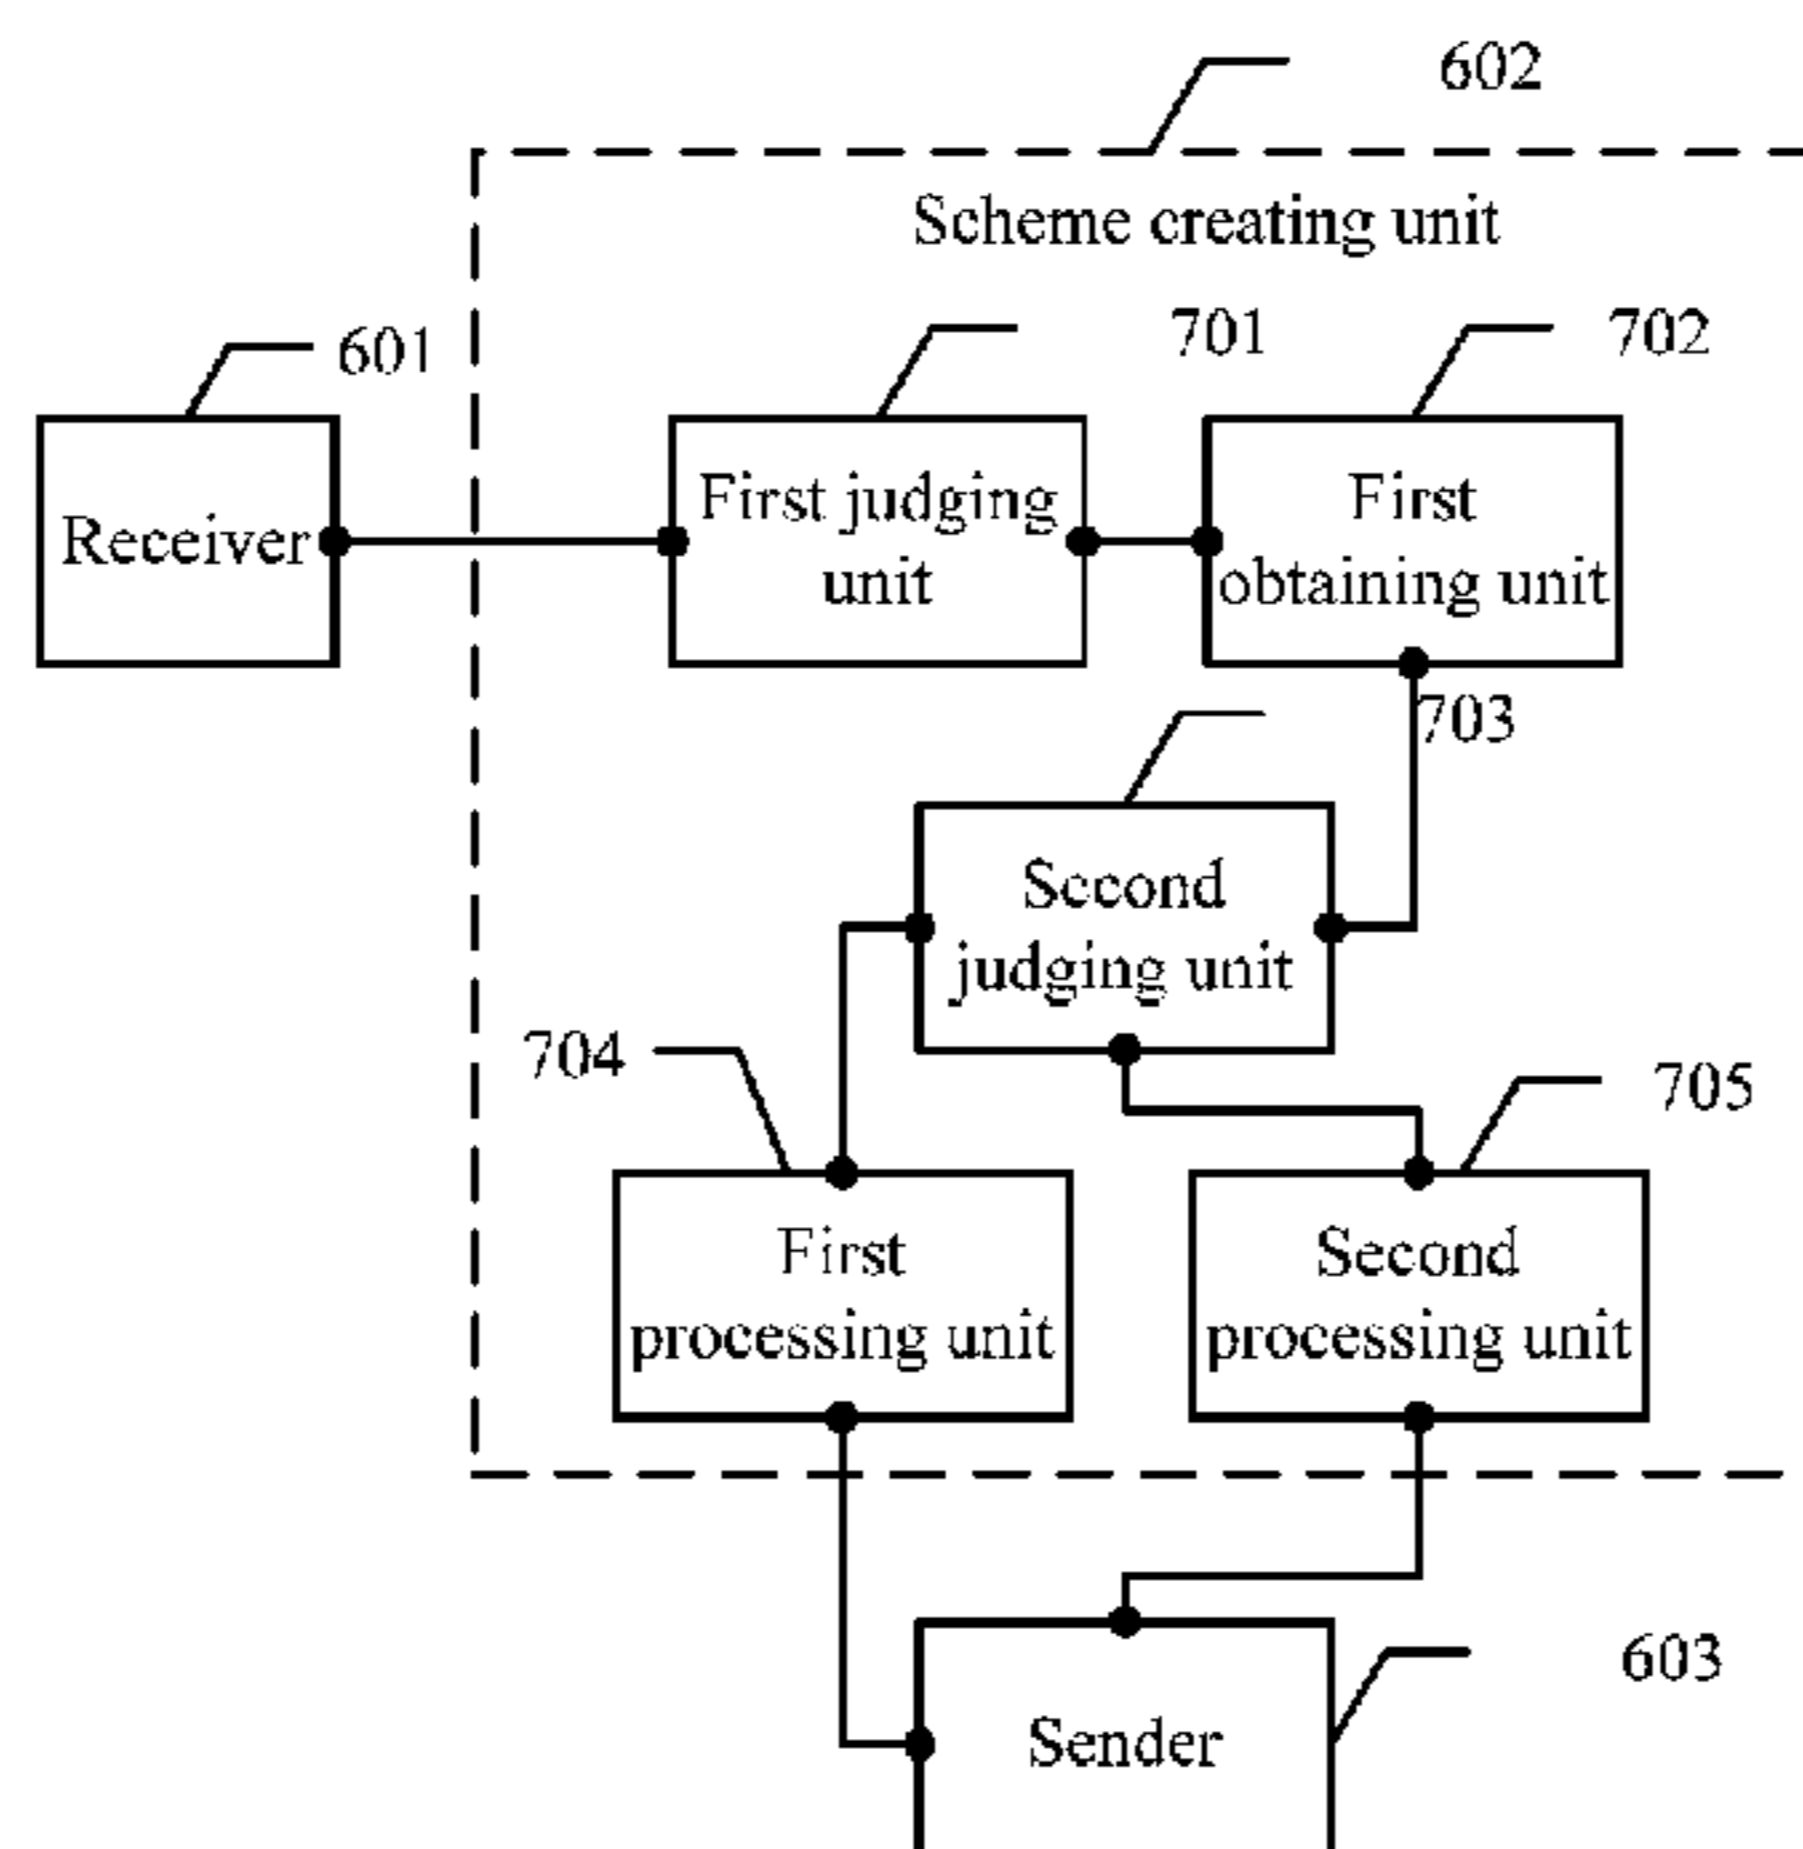 602
Scheme creating unit
601
701
702
Receiver
First judging
unit
First
obtaining unit
703
Second
judging unit
704
705
First
processing unit
Second
processing unit
603
Sender